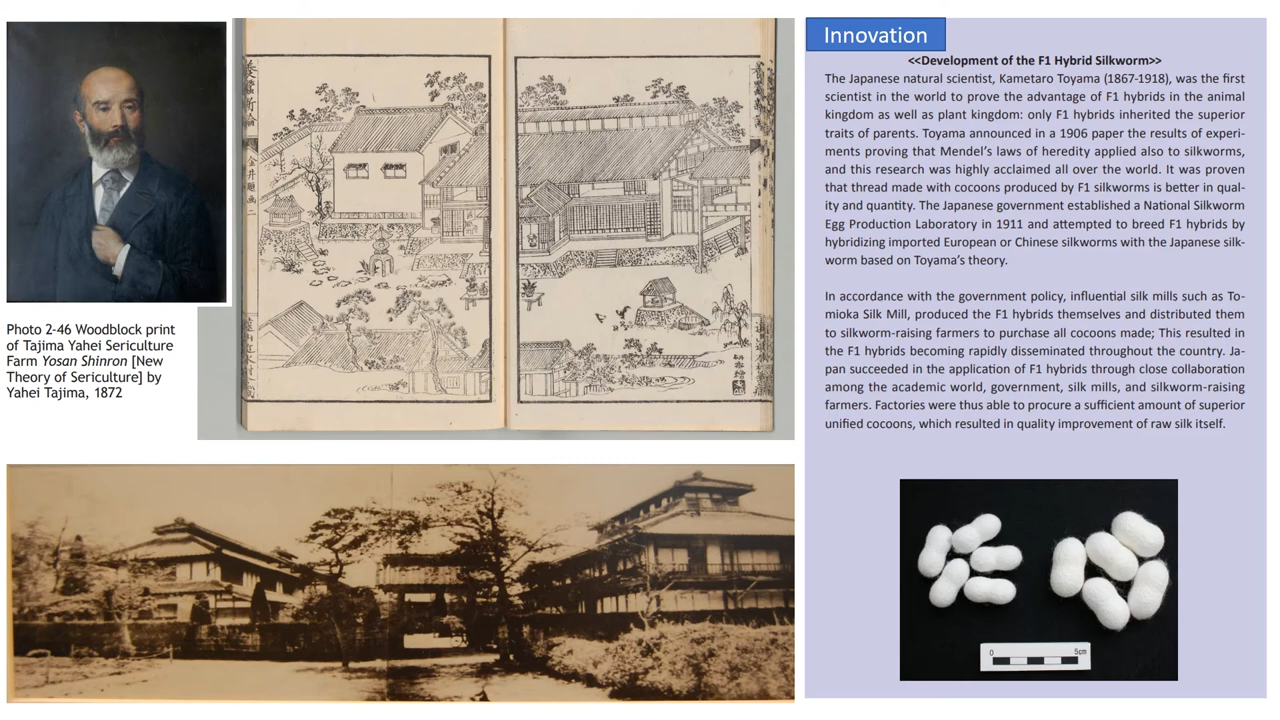 Photo 2-46 Woodblock print
of Tajima Yahei Sericulture
Farm Yosan Shinron [New
Theory of Sericulture] by
Yahei Tajima, 1872
Innovation
<<Development of the F1 Hybrid Silkworm>>
The Japanese natural scientist, Kametaro Toyama (1867-1918), was the first
scientist in the world to prove the advantage of F1 hybrids in the animal
kingdom as well as plant kingdom: only F1 hybrids inherited the superior
traits of parents. Toyama announced in a 1906 paper the results of experi-
ments proving that Mendel’s laws of heredity applied also to silkworms,
and this research was highly acclaimed all over the world. It was proven
that thread made with cocoons produced by F1 silkworms is better in qual-
ity and quantity. The Japanese government established a National Silkworm
Egg Production Laboratory in 1911 and attempted to breed F1 hybrids by
hybridizing imported European or Chinese silkworms with the Japanese silk-
worm based on Toyama’s theory.
In accordance with the government policy, influential silk mills such as To-
mioka Silk Mill, produced the F1 hybrids themselves and distributed them
to silkworm-raising farmers to purchase all cocoons made; This resulted in
the F1 hybrids becoming rapidly disseminated throughout the country. Ja-
pan succeeded in the application of F1 hybrids through close collaboration
among the academic world, government, silk mills, and silkworm-raising
farmers. Factories were thus able to procure a sufficient amount of superior
unified cocoons, which resulted in quality improvement of raw silk itself.
0 5cm